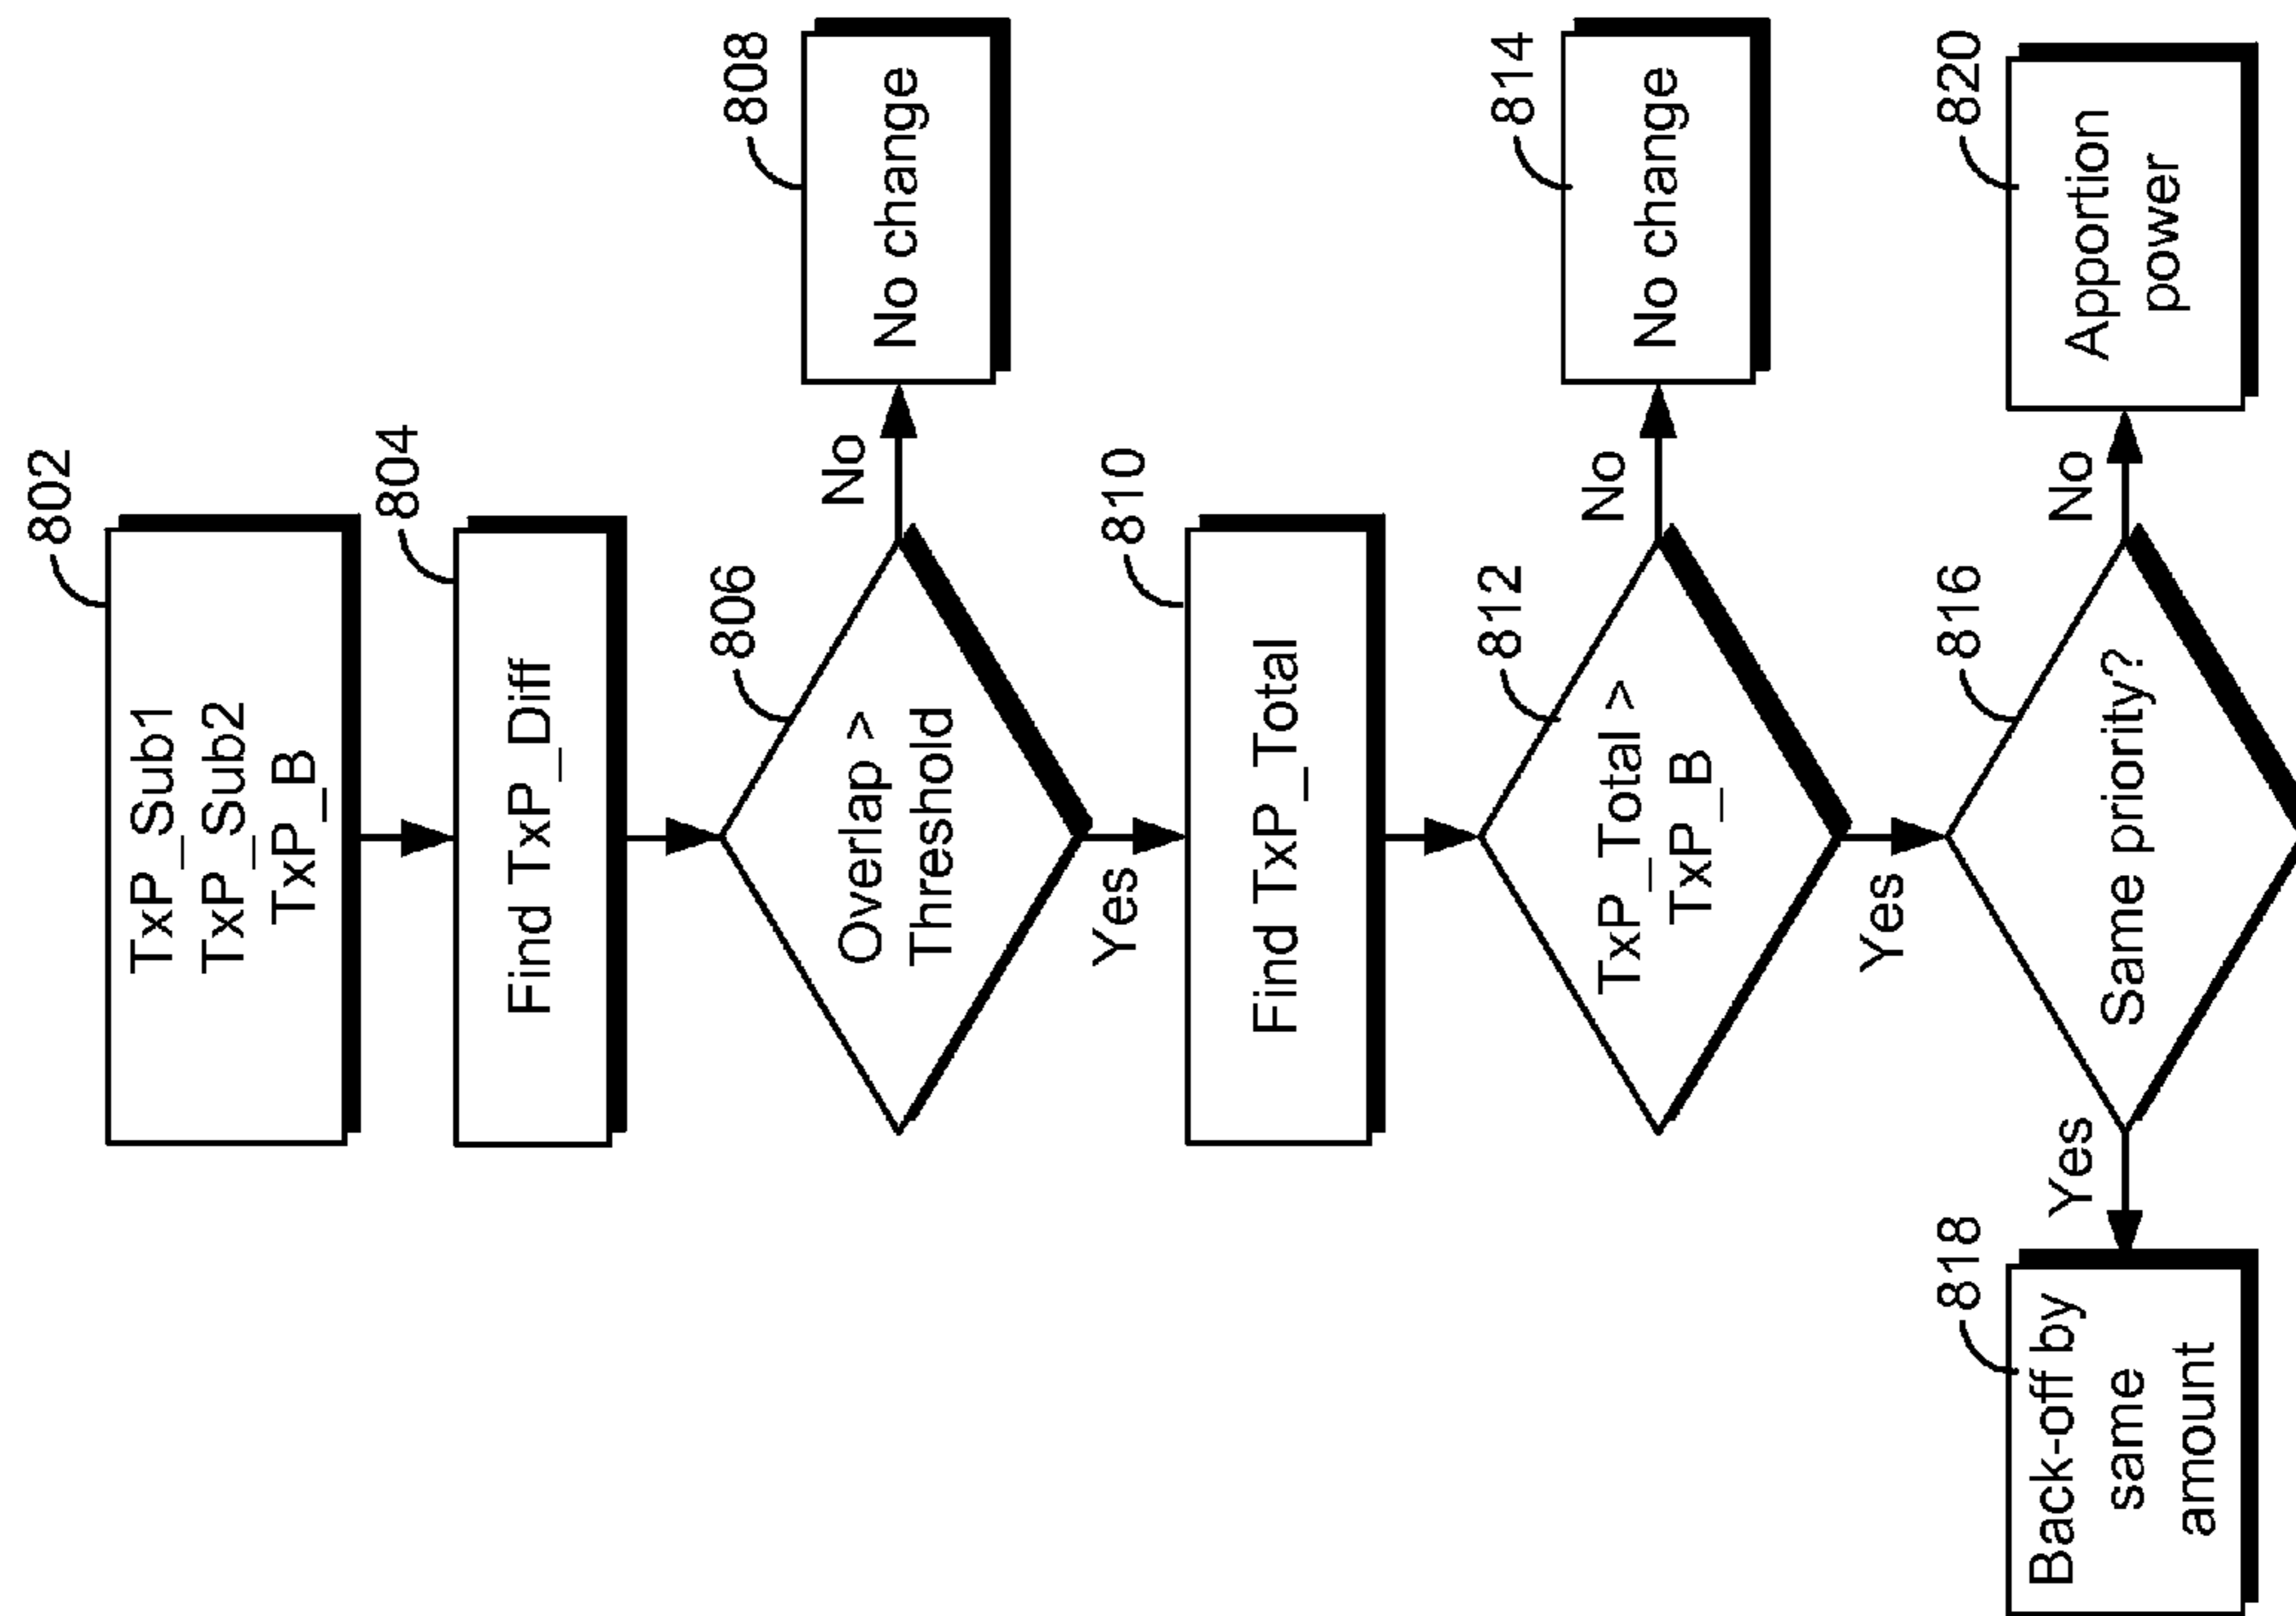 802
TxP_Sub1
TxP_Sub2
TxP_B
804
Find TxP_Diff
806
Overlap >
Threshold
No
808
No change
Yes
810
Find TxP_Total
812
TxP_Total >
TxP_B
No
814
No change
Yes
816
Same priority?
Yes
818
Back-off by
same
amount
No
820
Apportion
power